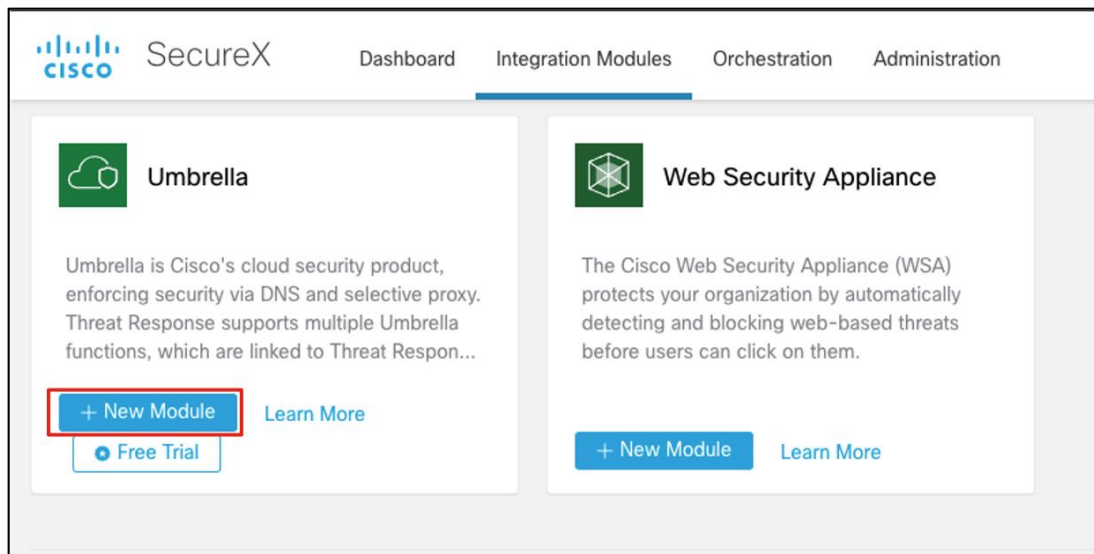 CISCO SecureX Dashboard Integration Modules Orchestration Administration
Umbrella
Umbrella is Cisco's cloud security product,
enforcing security via DNS and selective proxy.
Threat Response supports multiple Umbrella
functions, which are linked to Threat Respon...
+ New Module Learn More
Free Trial
Web Security Appliance
The Cisco Web Security Appliance (WSA)
protects your organization by automatically
detecting and blocking web-based threats
before users can click on them.
+ New Module Learn More